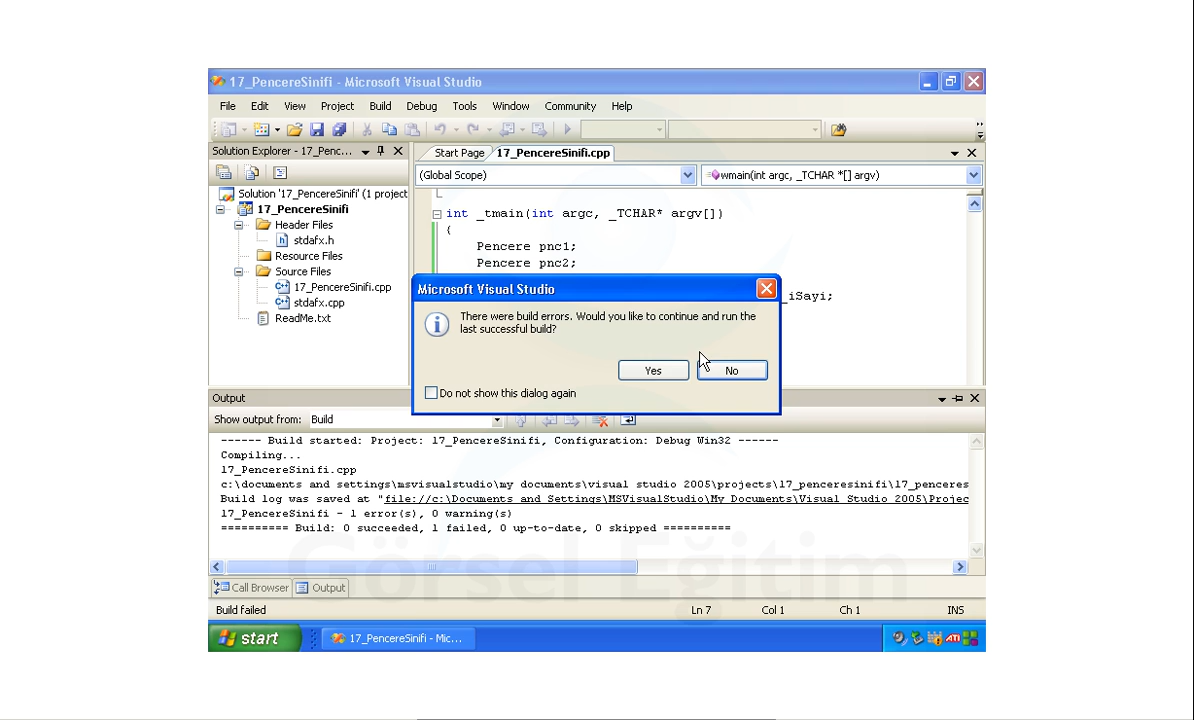 17_PencereSinifi - Microsoft Visual Studio
File Edit View Project Build Debug Tools Window Community Help
Solution Explorer - 17_Penc...
Start Page 17_PencereSinifi.cpp
(Global Scope)
wmain(int argc, _TCHAR *[] argv)
Solution '17_PencereSinifi' (1 project
17_PencereSinifi
Header Files
stdafx.h
Resource Files
Source Files
17_PencereSinifi.cpp
stdafx.cpp
ReadMe.txt
int _tmain(int argc, _TCHAR* argv[])
{
Pencere pnc1;
Pencere pnc2;
_iSayi;
Microsoft Visual Studio
There were build errors. Would you like to continue and run the
last successful build?
Yes No
Do not show this dialog again
Output
Show output from: Build
------ Build started: Project: 17_PencereSinifi, Configuration: Debug Win32 ------
Compiling...
17_PencereSinifi.cpp
c:\documents and settings\msvisualstudio\my documents\visual studio 2005\projects\17_penceresinifi\17_penceres
Build log was saved at "file://c:\Documents and Settings\MSVisualStudio\My Documents\Visual Studio 2005\Projec
17_PencereSinifi - 1 error(s), 0 warning(s)
========== Build: 0 succeeded, 1 failed, 0 up-to-date, 0 skipped ==========
Görsel Eğitim
Call Browser Output
Build failed Ln 7 Col 1 Ch 1 INS
start 17_PencereSinifi - Mic... ATI